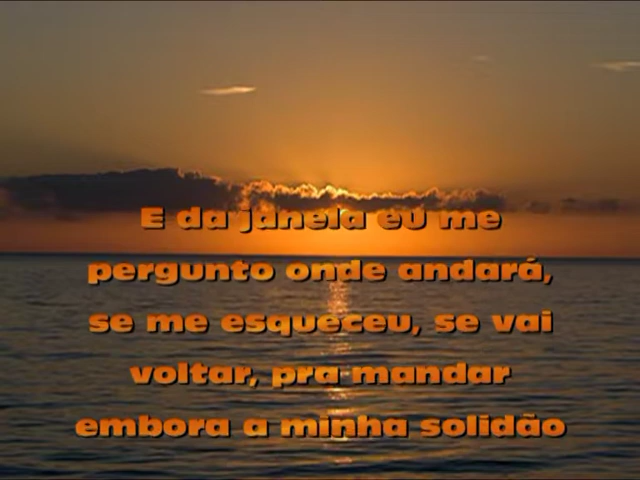 E da janela eu me
pergunto onde andará,
se me esqueceu, se vai
voltar, pra mandar
embora a minha solidão